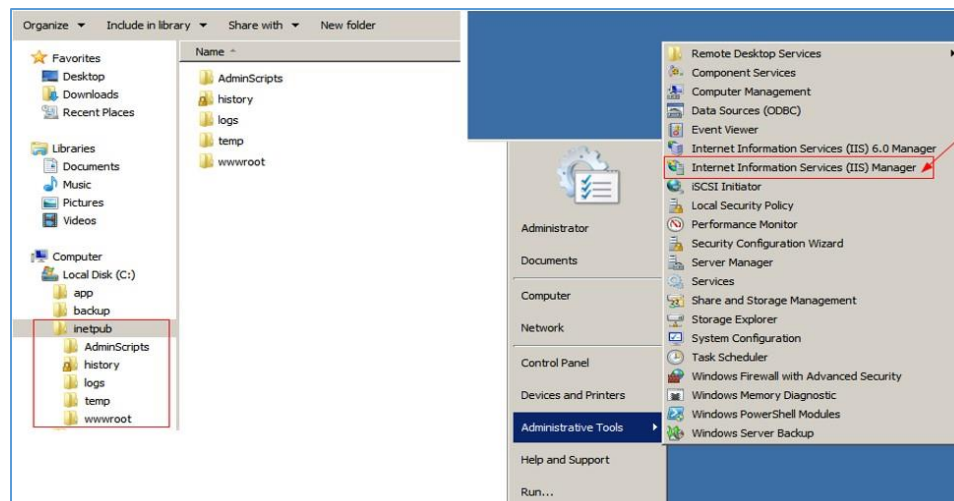 Organize Include in library Share with New folder
Favorites
Desktop
Downloads
Recent Places
Libraries
Documents
Music
Pictures
Videos
Computer
Local Disk (C:)
app
backup
inetpub
AdminScripts
history
logs
temp
wwwroot
Name
AdminScripts
history
logs
temp
wwwroot
Administrator
Documents
Computer
Network
Control Panel
Devices and Printers
Administrative Tools
Help and Support
Run...
Remote Desktop Services
Component Services
Computer Management
Data Sources (ODBC)
Event Viewer
Internet Information Services (IIS) 6.0 Manager
Internet Information Services (IIS) Manager
iSCSI Initiator
Local Security Policy
Performance Monitor
Security Configuration Wizard
Server Manager
Services
Share and Storage Management
Storage Explorer
System Configuration
Task Scheduler
Windows Firewall with Advanced Security
Windows Memory Diagnostic
Windows PowerShell Modules
Windows Server Backup